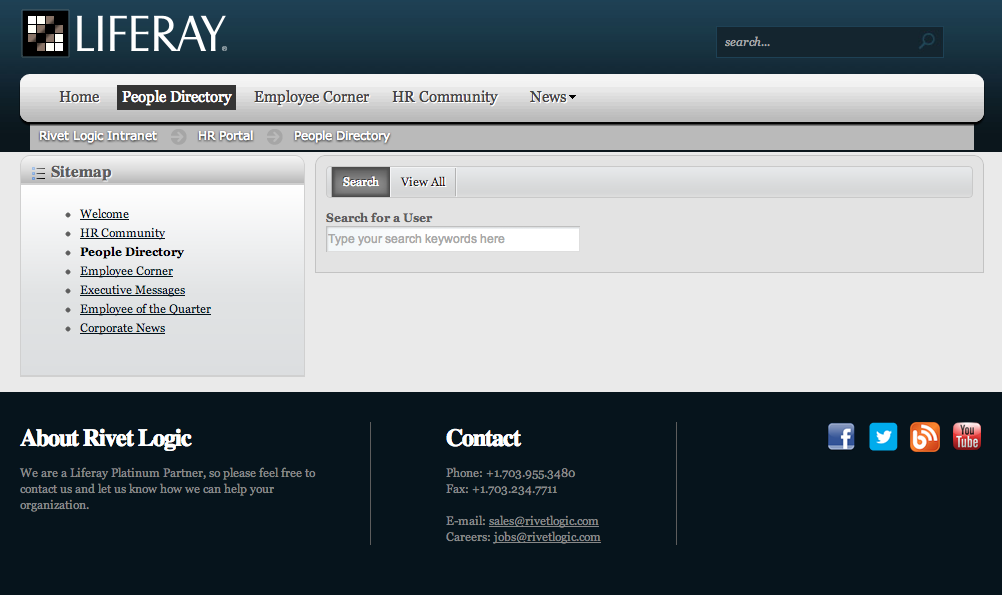 LIFERAY®
search...
Home People Directory Employee Corner HR Community News
Rivet Logic Intranet HR Portal People Directory
Sitemap
Welcome
HR Community
People Directory
Employee Corner
Executive Messages
Employee of the Quarter
Corporate News
Search View All
Search for a User
Type your search keywords here
About Rivet Logic
We are a Liferay Platinum Partner, so please feel free to
contact us and let us know how we can help your
organization.
Contact
Phone: +1.703.955.3480
Fax: +1.703.234.7711
E-mail: sales@rivetlogic.com
Careers: jobs@rivetlogic.com
You
Tube